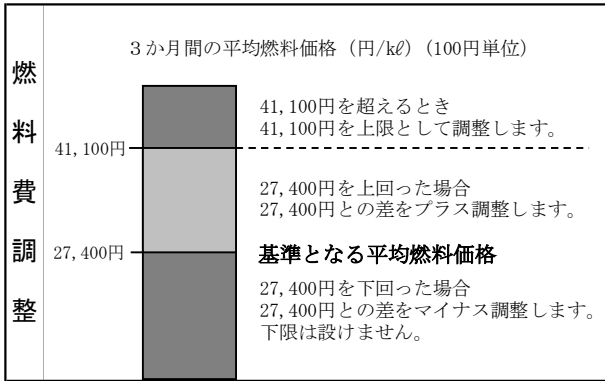 燃料費調整
3か月間の平均燃料価格（円/kℓ）（100円単位）
41,100円を超えるとき
41,100円を上限として調整します。
41,100円
27,400円を上回った場合
27,400円との差をプラス調整します。
27,400円
基準となる平均燃料価格
27,400円を下回った場合
27,400円との差をマイナス調整します。
下限は設けません。